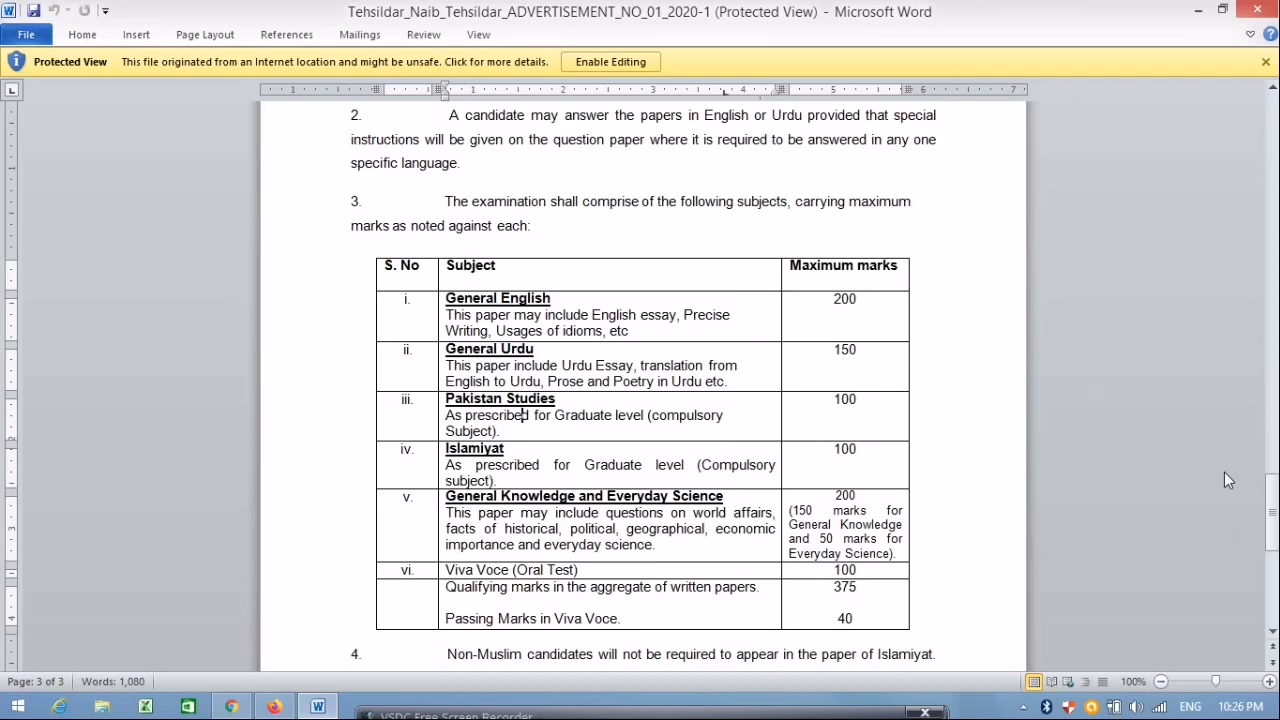 Tehsildar_Naib_Tehsildar_ADVERTISEMENT_NO_01_2020-1 (Protected View) - Microsoft Word
File Home Insert Page Layout References Mailings Review View
Protected View This file originated from an Internet location and might be unsafe. Click for more details. Enable Editing
2. A candidate may answer the papers in English or Urdu provided that special
instructions will be given on the question paper where it is required to be answered in any one
specific language.
3. The examination shall comprise of the following subjects, carrying maximum
marks as noted against each:
S. No Subject Maximum marks
i. General English 200
This paper may include English essay, Precise
Writing, Usages of idioms, etc
ii. General Urdu 150
This paper include Urdu Essay, translation from
English to Urdu, Prose and Poetry in Urdu etc.
iii. Pakistan Studies 100
As prescribed for Graduate level (compulsory
Subject).
iv. Islamiyat 100
As prescribed for Graduate level (Compulsory
subject).
v. General Knowledge and Everyday Science 200
This paper may include questions on world affairs,
facts of historical, political, geographical, economic
importance and everyday science.
(150 marks for
General Knowledge
and 50 marks for
Everyday Science).
vi. Viva Voce (Oral Test) 100
Qualifying marks in the aggregate of written papers. 375
Passing Marks in Viva Voce. 40
4. Non-Muslim candidates will not be required to appear in the paper of Islamiyat.
Page: 3 of 3 Words: 1,080 100%
VSDC Free Screen Recorder
ENG 10:26 PM